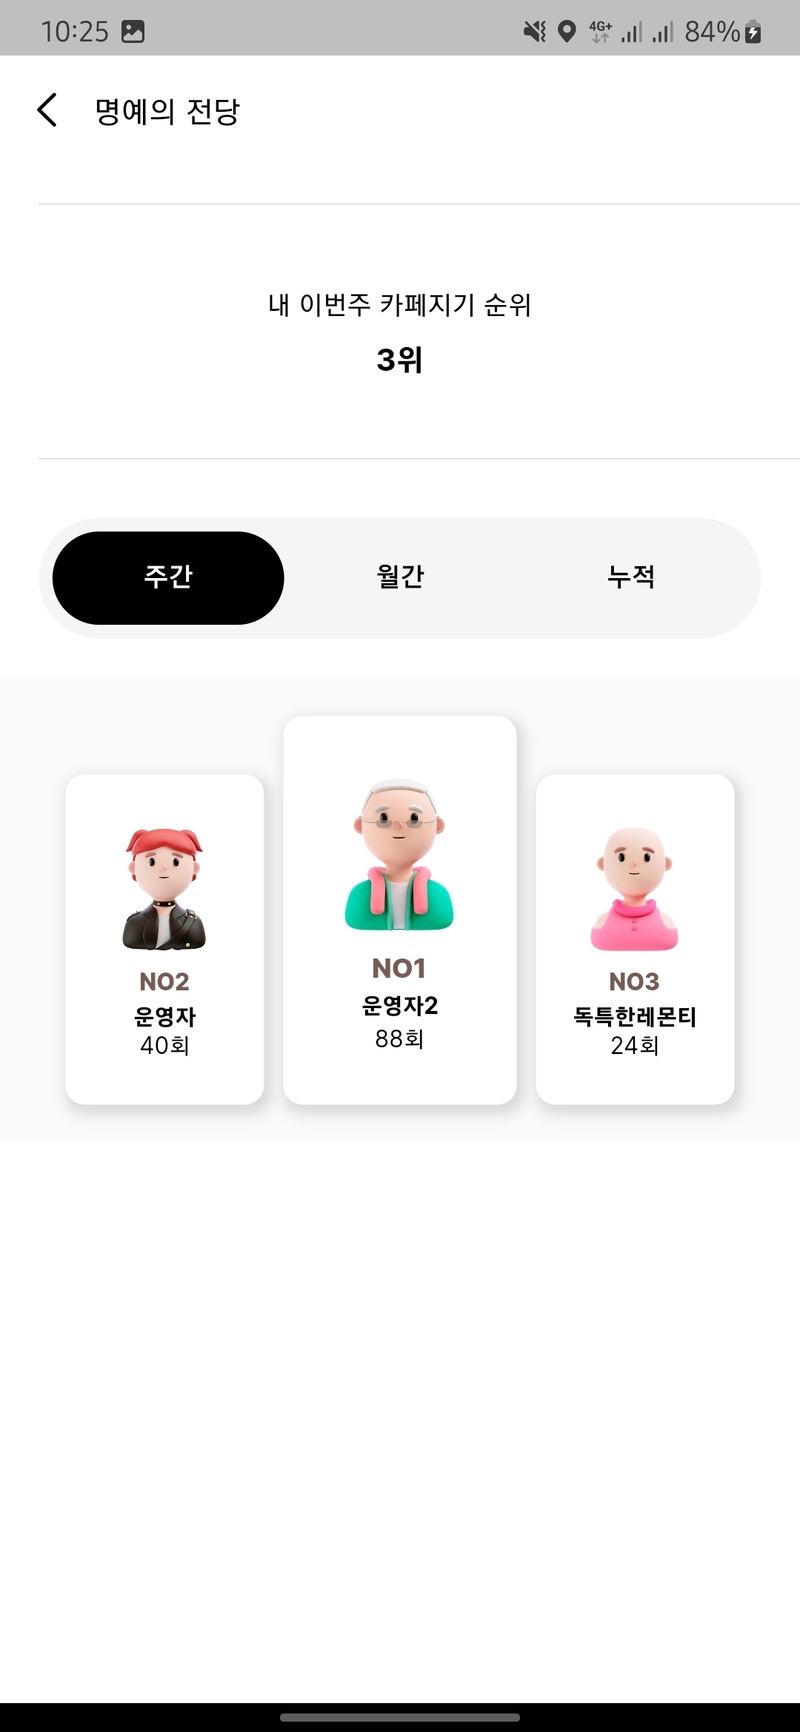 10:25 4G+ 84%
명예의 전당
내 이번주 카페지기 순위
3위
주간 월간 누적
NO2
운영자
40회
NO1
운영자2
88회
NO3
독특한레몬티
24회